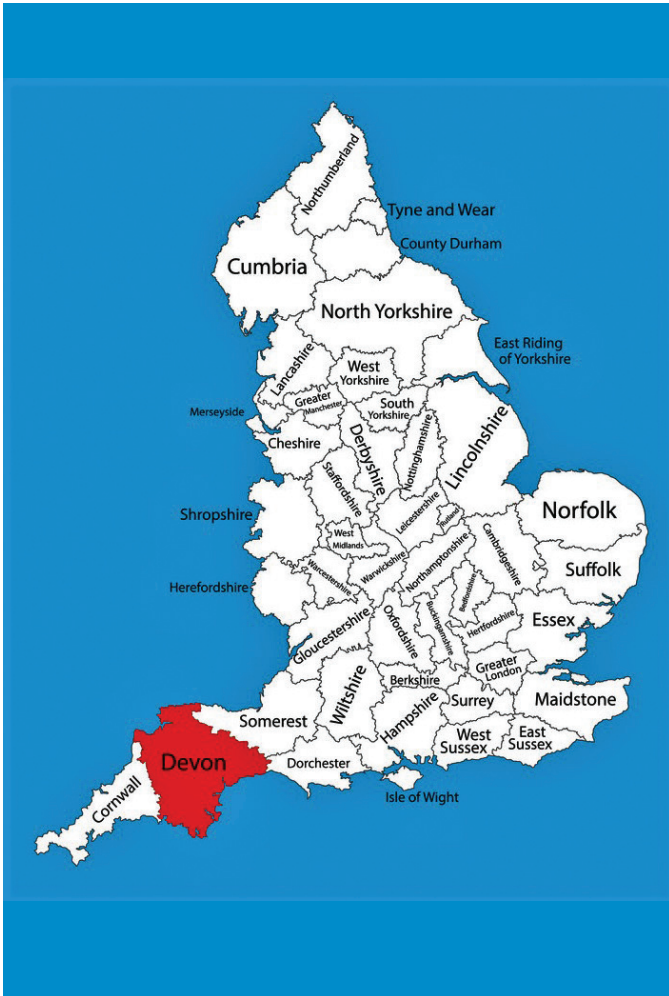 Northumberland
Tyne and Wear
County Durham
Cumbria
North Yorkshire
East Riding
of Yorkshire
Lancashire
West
Yorkshire
Greater
Manchester
South
Yorkshire
Merseyside
Cheshire
Derbyshire
Nottinghamshire
Lincolnshire
Staffordshire
Shropshire
Leicestershire
Rutland
Norfolk
West
Midlands
Herefordshire
Warcestershire
Warwickshire
Northamptonshire
Cambridgeshire
Suffolk
Bedfordshire
Gloucestershire
Oxfordshire
Buckingamshire
Hertfordshire
Essex
Greater
London
Berkshire
Wiltshire
Hampshire
Surrey
Maidstone
Somerest
West
Sussex
East
Sussex
Devon
Dorchester
Cornwall
Isle of Wight